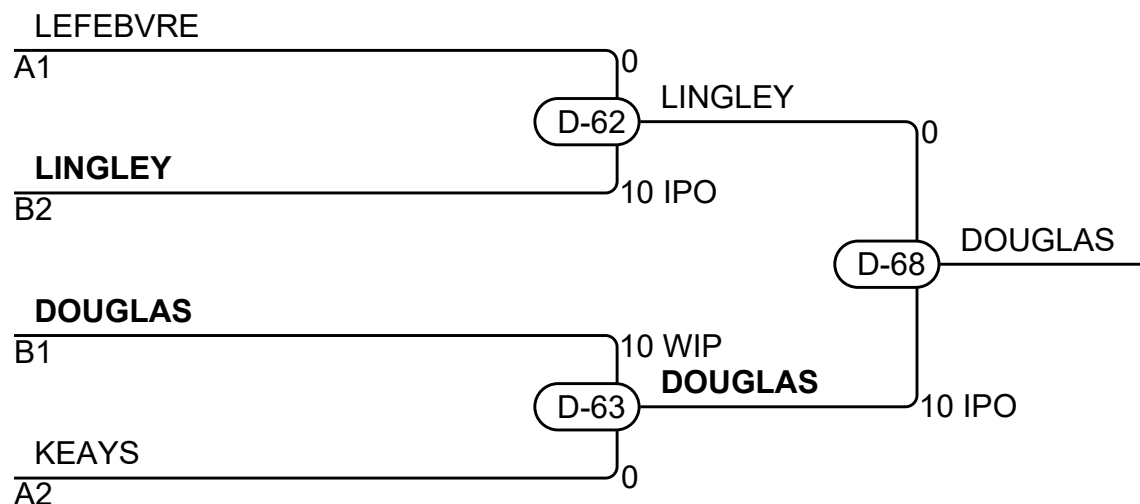 LEFEBVRE
A1
0
D-62
LINGLEY
0
LINGLEY
B2
10 IPO
D-68
DOUGLAS
DOUGLAS
B1
10 WIP
DOUGLAS
D-63
10 IPO
KEAYS
A2
0